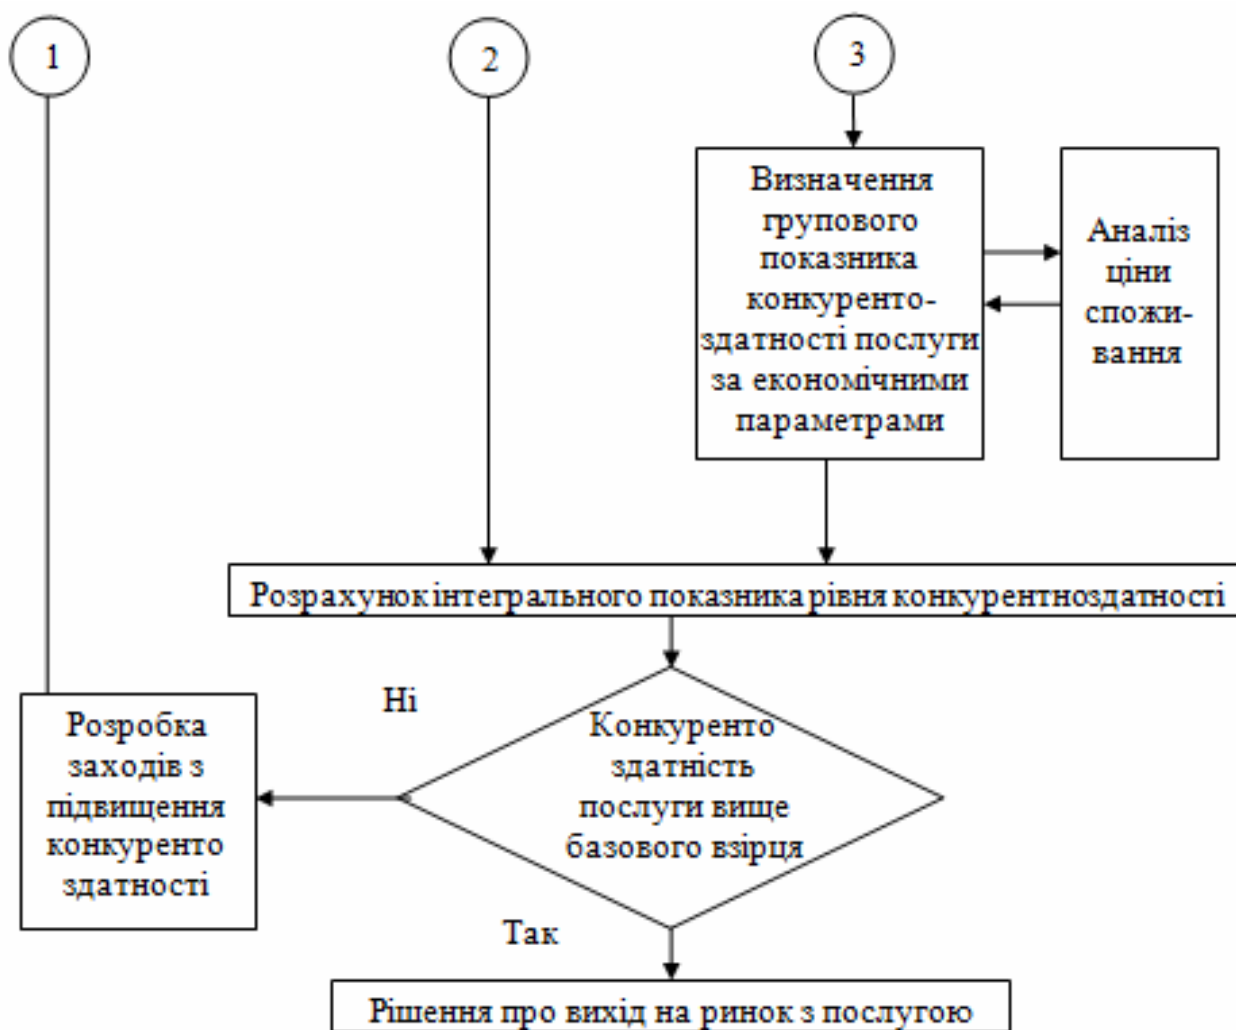 1
2
3
Визначення
групового
показника
конкуренто-
здатності послуги
за економічними
параметрами
Аналіз
ціни
спожи-
вання
Розрахунок інтегрального показника рівня конкурентноздатності
Ні
Конкуренто
здатність
послуги вище
базового взірця
Розробка
заходів з
підвищення
конкуренто
здатності
Так
Рішення про вихід на ринок з послугою